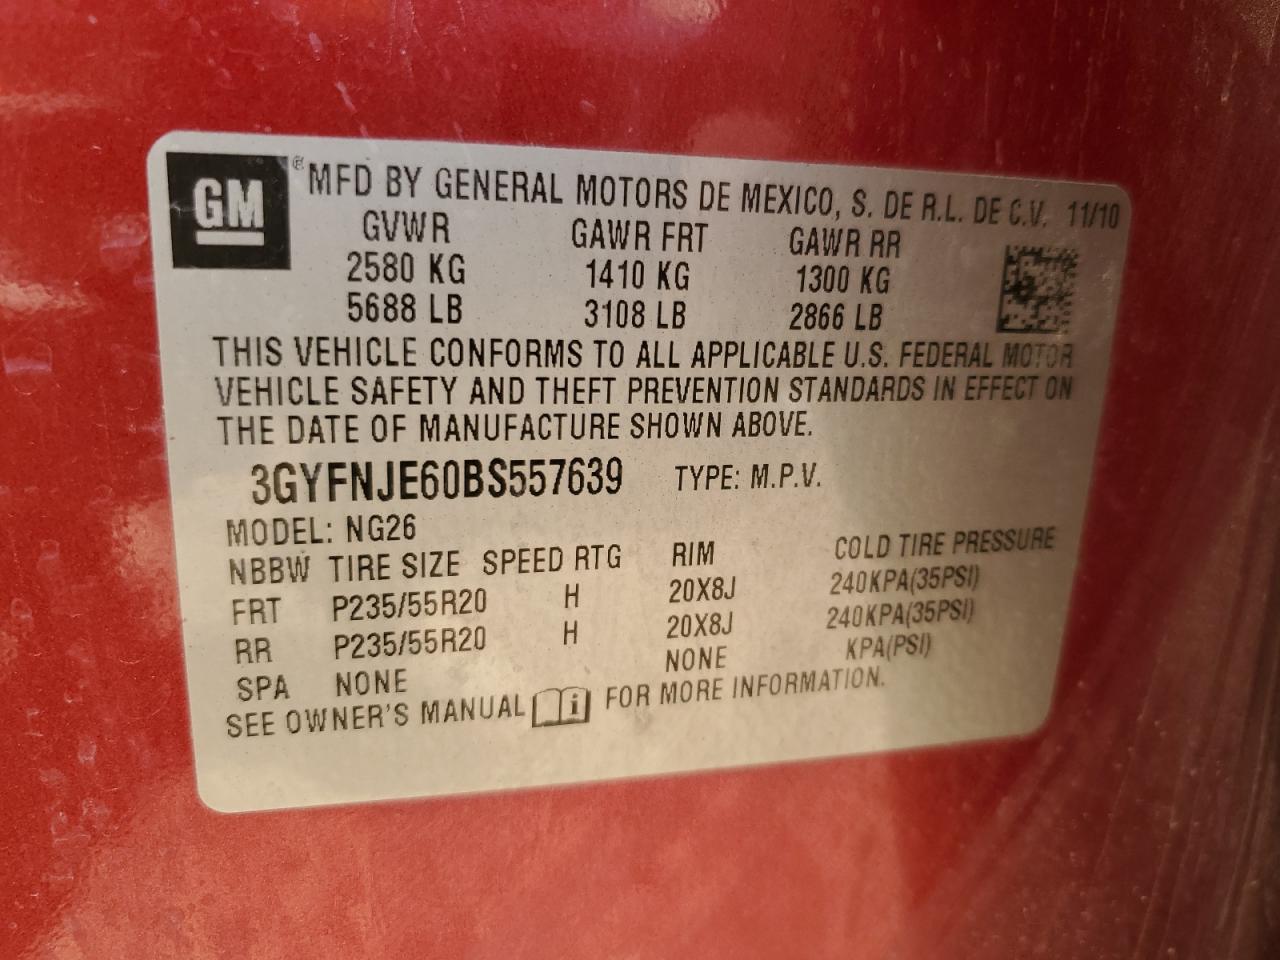 GM ® MFD BY GENERAL MOTORS DE MEXICO, S. DE R.L. DE C.V. 11/10
GVWR GAWR FRT GAWR RR
2580 KG 1410 KG 1300 KG
5688 LB 3108 LB 2866 LB
THIS VEHICLE CONFORMS TO ALL APPLICABLE U.S. FEDERAL MOTOR
VEHICLE SAFETY AND THEFT PREVENTION STANDARDS IN EFFECT ON
THE DATE OF MANUFACTURE SHOWN ABOVE.
3GYFNJE60BS557639 TYPE: M.P.V.
MODEL: NG26
NBBW TIRE SIZE SPEED RTG RIM COLD TIRE PRESSURE
FRT P235/55R20 H 20X8J 240KPA(35PSI)
RR P235/55R20 H 20X8J 240KPA(35PSI)
SPA NONE NONE KPA(PSI)
SEE OWNER'S MANUAL i FOR MORE INFORMATION.